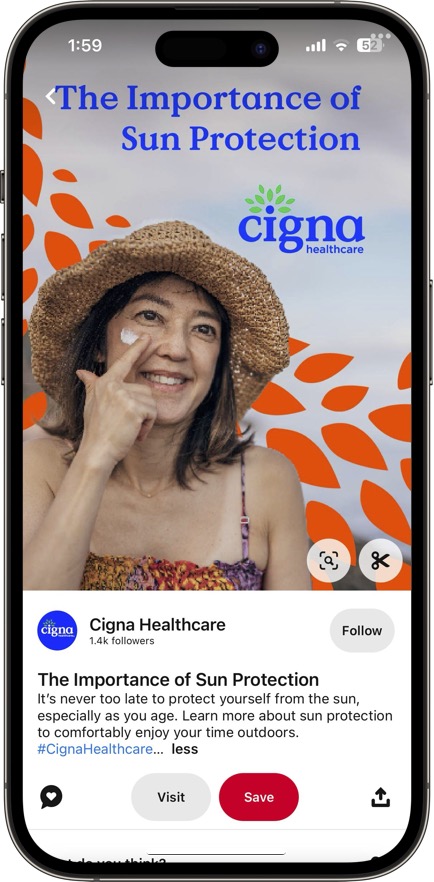 1:59
52
The Importance of
Sun Protection
cigna
healthcare
cigna
Cigna Healthcare
1.4k followers
Follow
The Importance of Sun Protection
It's never too late to protect yourself from the sun,
especially as you age. Learn more about sun protection
to comfortably enjoy your time outdoors.
#CignaHealthcare... less
Visit
Save
do you think?